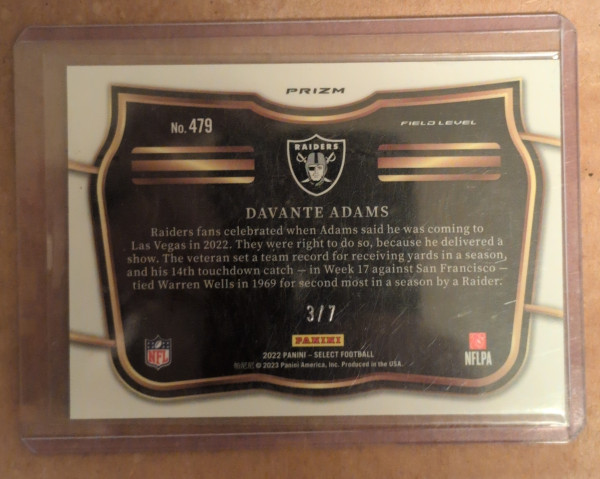 PRIZM
No. 479
FIELD LEVEL
RAIDERS
DAVANTE ADAMS
Raiders fans celebrated when Adams said he was coming to
Las Vegas in 2022. They were right to do so, because he delivered a
show. The veteran set a team record for receiving yards in a season,
and his 14th touchdown catch — in Week 17 against San Francisco —
tied Warren Wells in 1969 for second most in a season by a Raider.
3/7
PANINI
NFL
NFLPA
2022 PANINI – SELECT FOOTBALL
© 2023 Panini America, Inc. Produced in the USA.